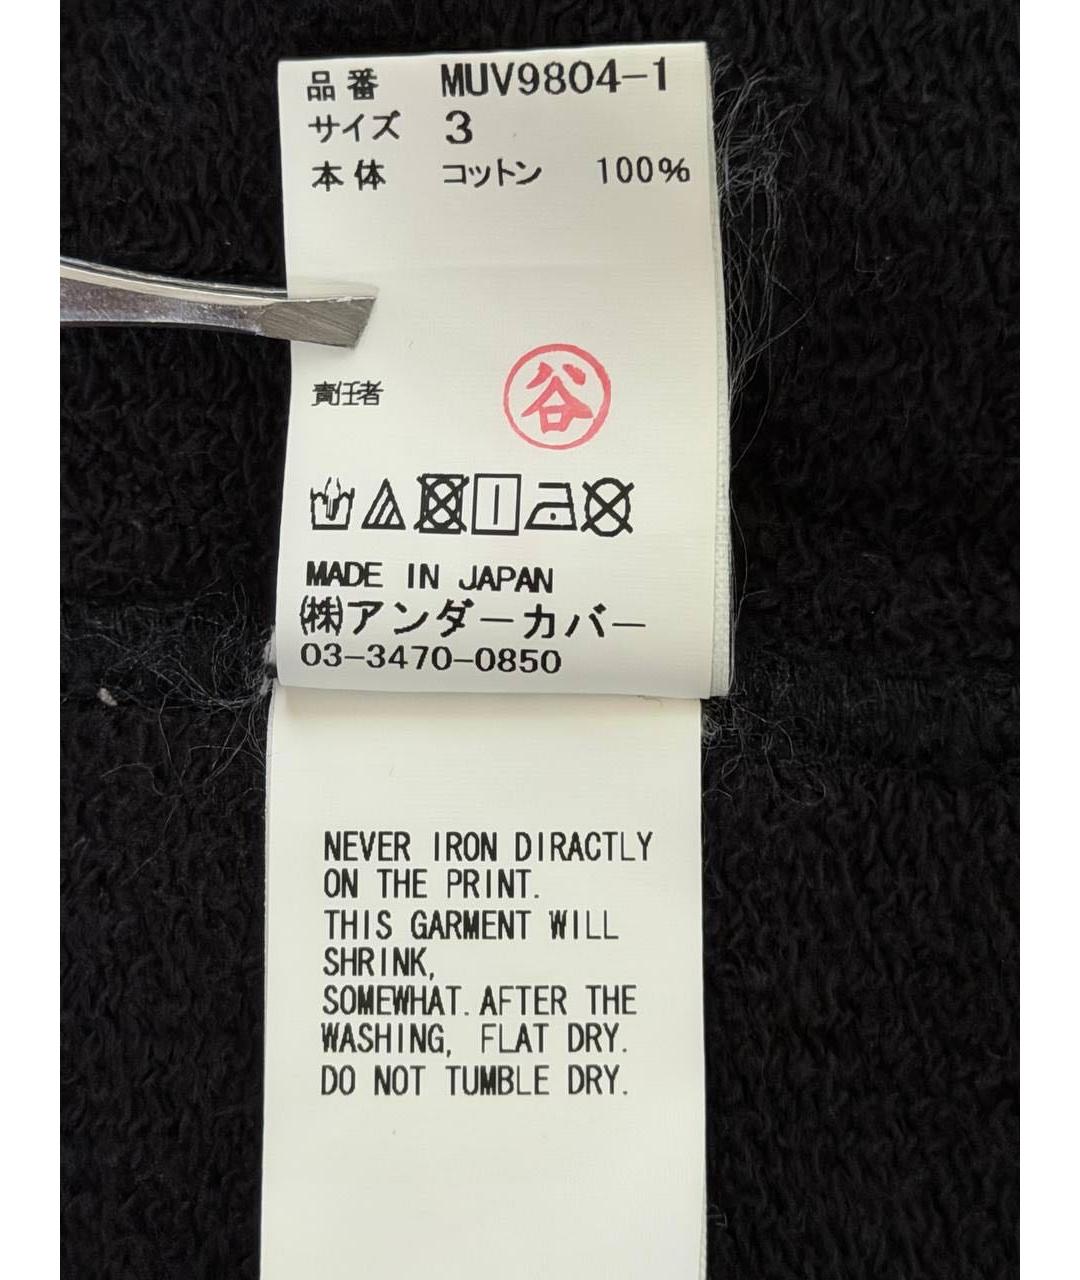 品番 MUV9804-1
サイズ 3
本体 コットン 100%
責任者 谷
MADE IN JAPAN
(株)アンダーカバー
03-3470-0850
NEVER IRON DIRACTLY
ON THE PRINT.
THIS GARMENT WILL
SHRINK,
SOMEWHAT. AFTER THE
WASHING, FLAT DRY.
DO NOT TUMBLE DRY.